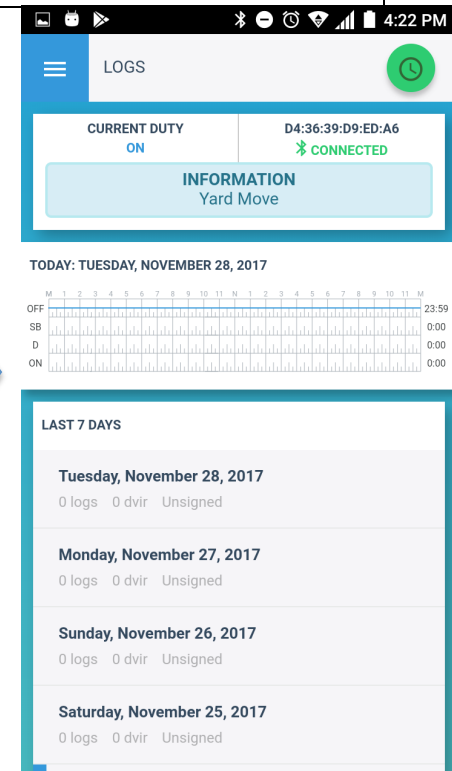 4:22 PM
LOGS
CURRENT DUTY
ON
D4:36:39:D9:ED:A6
CONNECTED
INFORMATION
Yard Move
TODAY: TUESDAY, NOVEMBER 28, 2017
M 1 2 3 4 5 6 7 8 9 10 11 N 1 2 3 4 5 6 7 8 9 10 11 M
OFF 23:59
SB 0:00
D 0:00
ON 0:00
LAST 7 DAYS
Tuesday, November 28, 2017
0 logs 0 dvir Unsigned
Monday, November 27, 2017
0 logs 0 dvir Unsigned
Sunday, November 26, 2017
0 logs 0 dvir Unsigned
Saturday, November 25, 2017
0 logs 0 dvir Unsigned